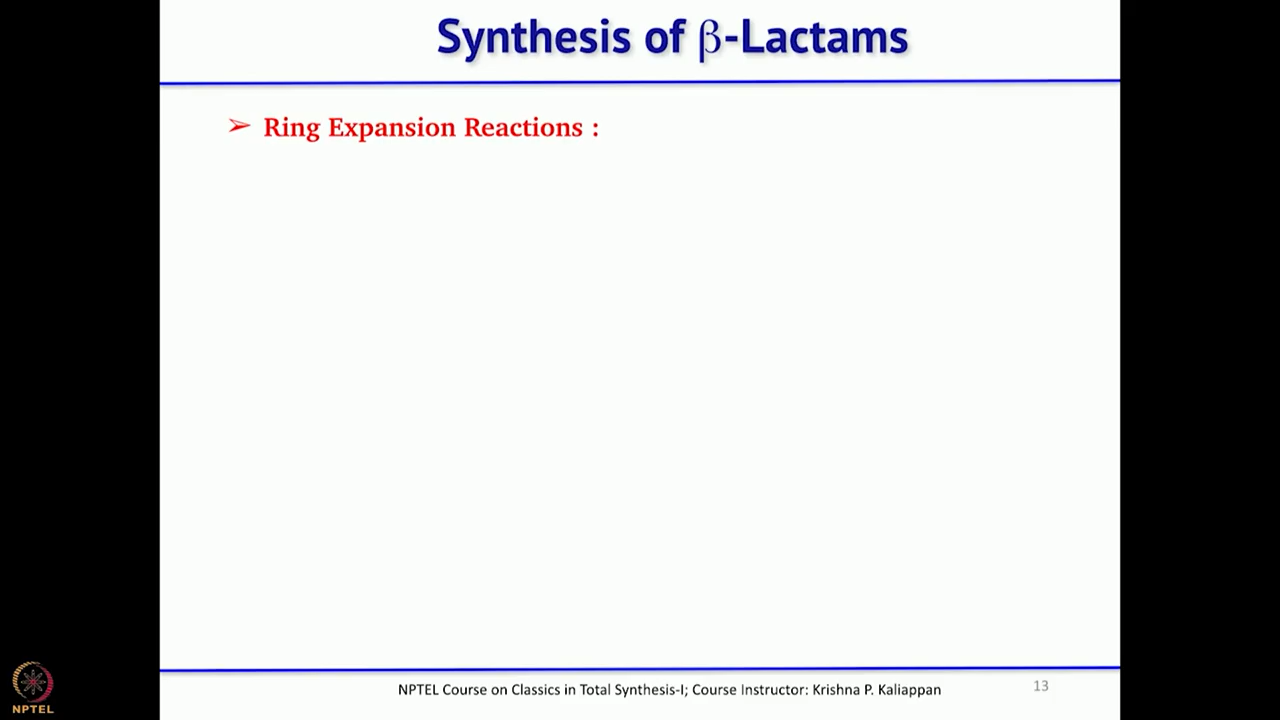 Synthesis of β-Lactams
➢ Ring Expansion Reactions :
NPTEL Course on Classics in Total Synthesis-I; Course Instructor: Krishna P. Kaliappan
13
NPTEL